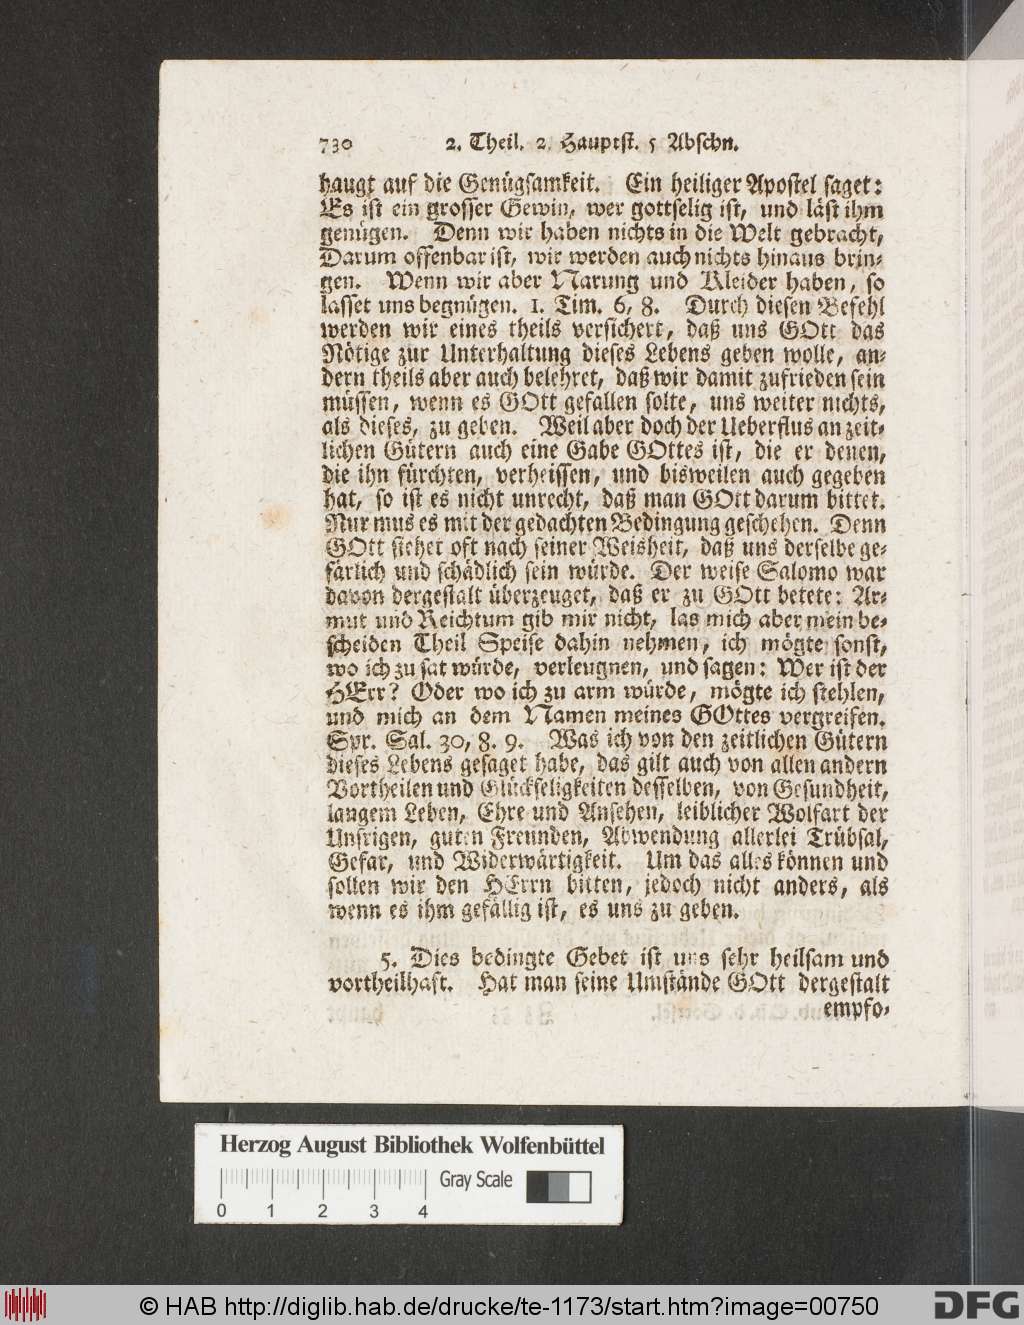 730 2. Theil. 2. Hauptst. 5 Abschn.
haugt auf die Genügsamkeit. Ein heiliger Apostel saget:
Es ist ein grosser Gewin, wer gottselig ist, und läst ihm
genügen. Denn wir haben nichts in die Welt gebracht,
Darum offenbar ist, wir werden auch nichts hinaus brin-
gen. Wenn wir aber Narung und Kleider haben, so
lasset uns begnügen. 1. Tim. 6, 8. Durch diesen Befehl
werden wir eines theils versichert, daß uns GOtt das
Nötige zur Unterhaltung dieses Lebens geben wolle, an-
dern theils aber auch belehret, daß wir damit zufrieden sein
müssen, wenn es GOtt gefallen solte, uns weiter nichts,
als dieses, zu geben. Weil aber doch der Ueberflus an zeit-
lichen Gütern auch eine Gabe GOttes ist, die er denen,
die ihn fürchten, verheissen, und bisweilen auch gegeben
hat, so ist es nicht unrecht, daß man GOtt darum bittet.
Nur mus es mit der gedachten Bedingung geschehen. Denn
GOtt siehet oft nach seiner Weisheit, daß uns derselbe ge-
färlich und schädlich sein würde. Der weise Salomo war
davon dergestalt überzeuget, daß er zu GOtt betete: Ar-
mut und Reichtum gib mir nicht, las mich aber mein be-
scheiden Theil Speise dahin nehmen, ich mögte sonst,
wo ich zu sat würde, verleugnen, und sagen: Wer ist der
HErr? Oder wo ich zu arm würde, mögte ich stehlen,
und mich an dem Namen meines GOttes vergreifen.
Spr. Sal. 30, 8. 9. Was ich von den zeitlichen Gütern
dieses Lebens gesaget habe, das gilt auch von allen andern
Vortheilen und Glückseligkeiten desselben, von Gesundheit,
langem Leben, Ehre und Ansehen, leiblicher Wolfart der
Unsrigen, guten Freunden, Abwendung allerlei Trübsal,
Gefar, und Widerwärtigkeit. Um das alles können und
sollen wir den HErrn bitten, jedoch nicht anders, als
wenn es ihm gefällig ist, es uns zu geben.
5. Dies bedingte Gebet ist uns sehr heilsam und
vortheilhaft. Hat man seine Umstände GOtt dergestalt
empfo-
Herzog August Bibliothek Wolfenbüttel
Gray Scale
0 1 2 3 4
© HAB http://diglib.hab.de/drucke/te-1173/start.htm?image=00750
DFG